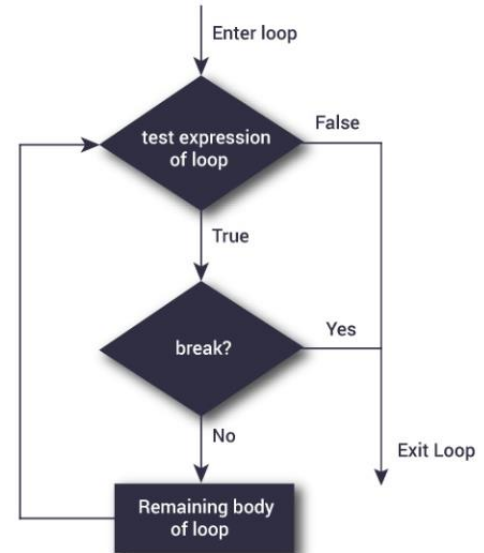 Enter loop
test expression
of loop
False
True
break?
Yes
No
Exit Loop
Remaining body
of loop